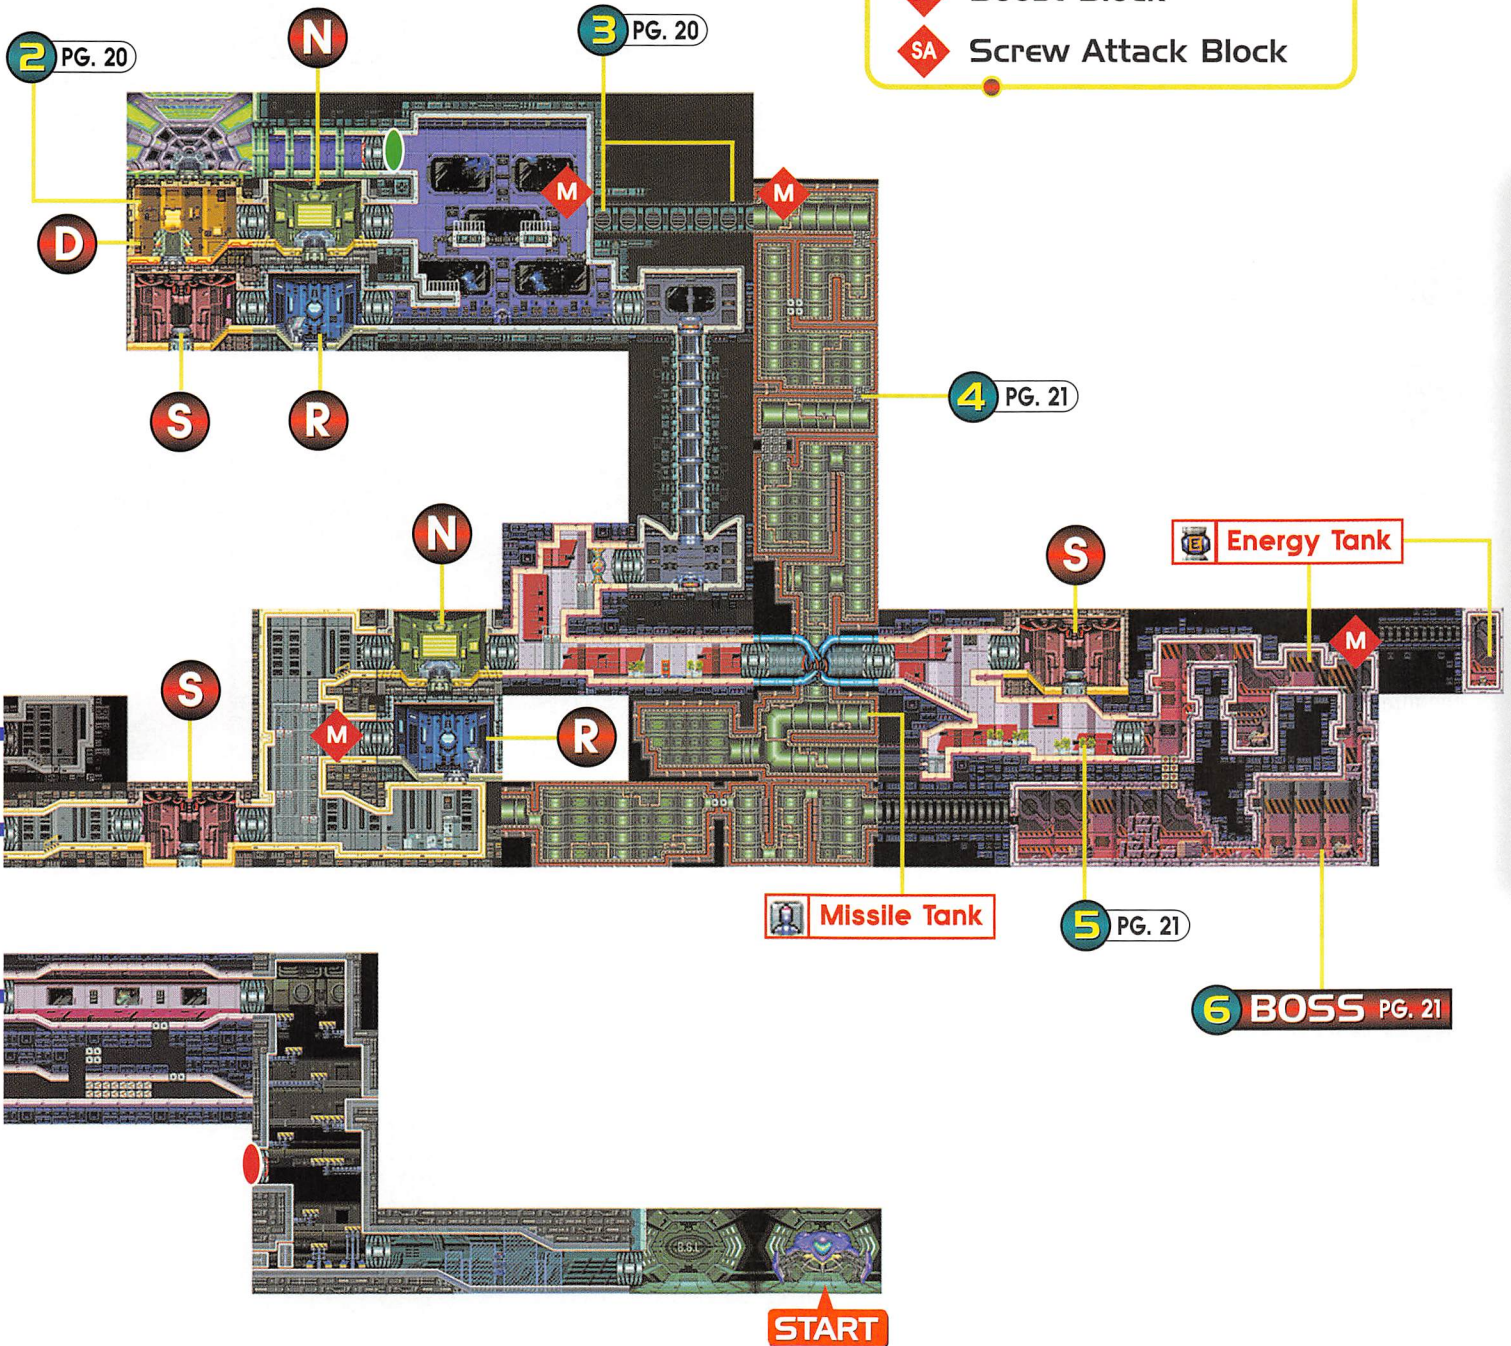 SA Screw Attack Block
2 PG. 20
N
3 PG. 20
M
M
D
S
R
4 PG. 21
N
S
E Energy Tank
M
S
M
R
Missile Tank
5 PG. 21
6 BOSS PG. 21
B.S.L
START